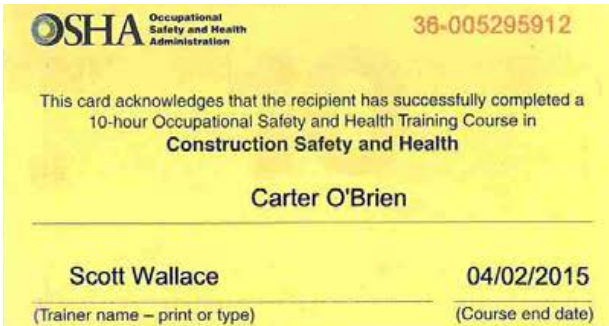 OSHA
Occupational
Safety and Health
Administration
36-005295912
This card acknowledges that the recipient has successfully completed a
10-hour Occupational Safety and Health Training Course in
Construction Safety and Health
Carter O'Brien
Scott Wallace
04/02/2015
(Trainer name – print or type)
(Course end date)